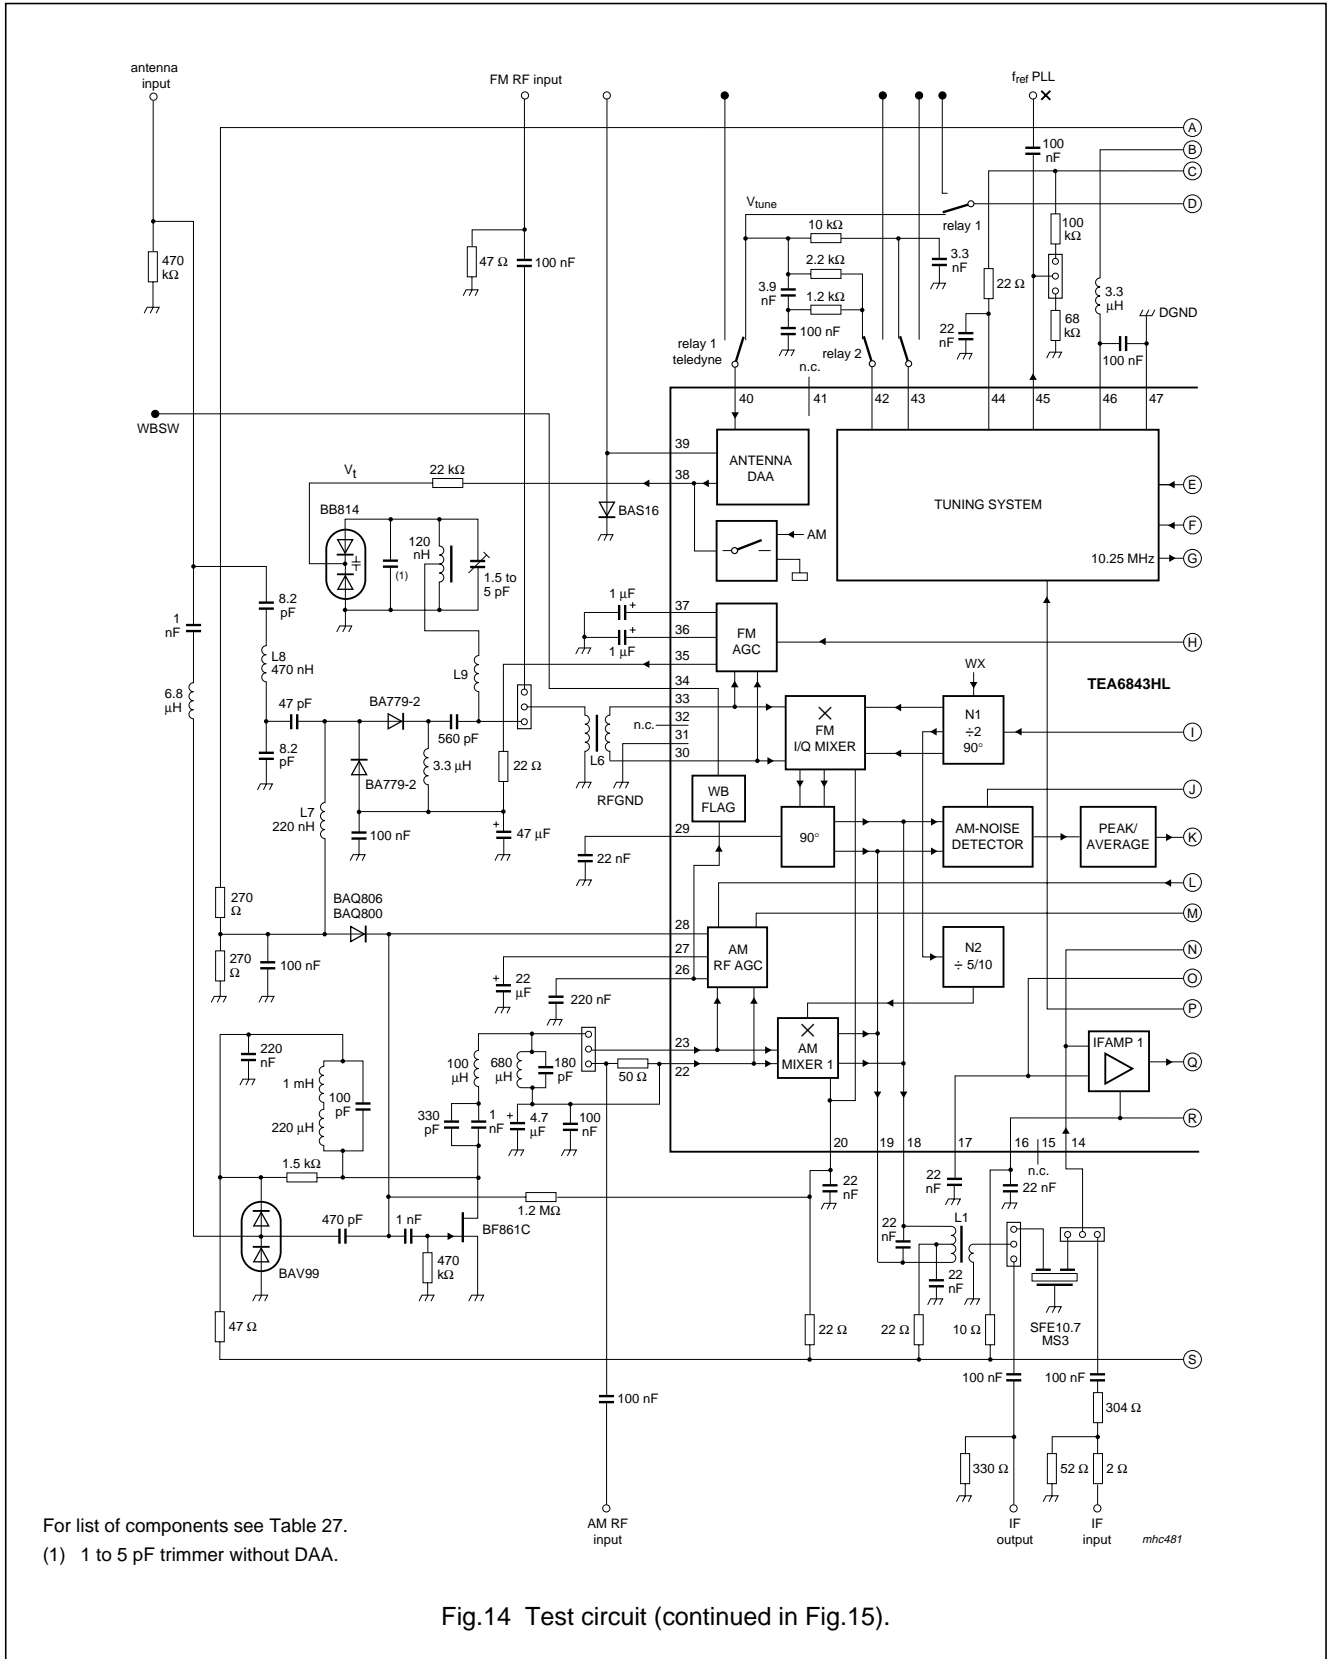 antenna
input
FM RF input
fref PLL
A
B
C
D
100
nF
Vtune
relay 1
10 kΩ
100
kΩ
470
kΩ
47 Ω
100 nF
2.2 kΩ
3.3
nF
3.9
nF
1.2 kΩ
22 Ω
3.3
μH
DGND
100 nF
22
nF
68
kΩ
100 nF
relay 1
teledyne
relay 2
n.c.
40
41
42
43
44
45
46
47
WBSW
39
38
ANTENNA
DAA
TUNING SYSTEM
10.25 MHz
E
F
G
Vt
22 kΩ
BB814
BAS16
AM
120
nH
(1)
1.5 to
5 pF
8.2
pF
1
nF
1 μF
+
+
1 μF
37
36
35
34
33
32
31
30
n.c.
FM
AGC
H
WX
TEA6843HL
L8
470 nH
L9
6.8
μH
47 pF
BA779-2
560 pF
8.2
pF
BA779-2
3.3 μH
22 Ω
L6
RFGND
FM
I/Q MIXER
N1
÷2
90°
I
WB
FLAG
J
L7
220 nH
100 nF
+
47 μF
29
22 nF
90°
AM-NOISE
DETECTOR
PEAK/
AVERAGE
K
L
M
270
Ω
BAQ806
BAQ800
28
27
26
AM
RF AGC
N2
÷ 5/10
N
O
P
270
Ω
100 nF
+
22
μF
220 nF
220
nF
1 mH
100
pF
220 μH
100
μH
680
μH
180
pF
23
22
50 Ω
AM
MIXER 1
IFAMP 1
Q
R
330
pF
1
nF
+
4.7
μF
100
nF
20
19
18
17
16
15
14
n.c.
1.5 kΩ
22
nF
22
nF
22 nF
1.2 MΩ
470 pF
1 nF
BF861C
BAV99
470
kΩ
22
nF
L1
22
nF
SFE10.7
MS3
47 Ω
22 Ω
22 Ω
10 Ω
S
100 nF
100 nF
100 nF
304 Ω
330 Ω
52 Ω
2 Ω
AM RF
input
IF
output
IF
input
mhc481
For list of components see Table 27.
(1) 1 to 5 pF trimmer without DAA.
Fig.14 Test circuit (continued in Fig.15).